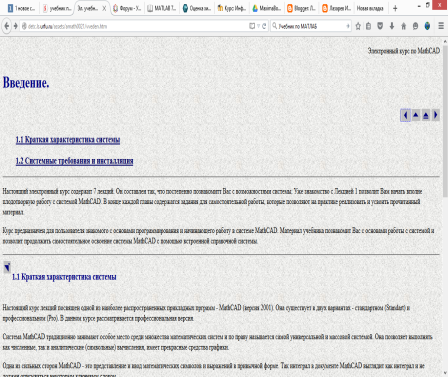 1 новое с...
учебник п...
Эл. учебн...
Форум - Х...
MATLAB 7...
Оценка зн...
Курс Инф...
Maximalis...
Blogger: Л...
Лазарев И...
Новая вкладка
Учебник по МАТЛАБ
Электронный курс по MathCAD
Введение.
1.1 Краткая характеристика системы
1.2 Системные требования и инсталляция
Настоящий электронный курс содержит 7 лекций. Он составлен так, что постепенно познакомит Вас с возможностями системы. Уже знакомство с Лекцией 1 позволит Вам начать вполне
плодотворную работу с системой MathCAD. В конце каждой главы содержатся задания для самостоятельной работы, которые позволяют на практике реализовать и усвоить прочитанный
материал.
Курс предназначен для пользователя знакомого с основами программирования и начинающего работу в системе MathCAD. Материал учебника познакомит Вас с основами работы с системой и
позволит продолжить самостоятельное освоение системы MathCAD с помощью встроенной справочной системы.
1.1 Краткая характеристика системы
Настоящий курс лекций посвящен одной из наиболее распространенных прикладных программ - MathCAD (версия 2001). Она существует в двух вариантах - стандартном (Standart) и
профессиональном (Pro). В данном курсе рассматривается профессиональная версия.
Система MathCAD традиционно занимает особое место среди множества математических систем и по праву называется самой универсальной и массовой системой. Она позволяет выполнять
как численные, так и аналитические (символьные) вычисления, имеет прекрасные средства графики.
Одна из сильных сторон MathCAD - это представление и ввод математических символов и выражений в привычной форме. Так интеграл в документе MathCAD выглядит как интеграл и не